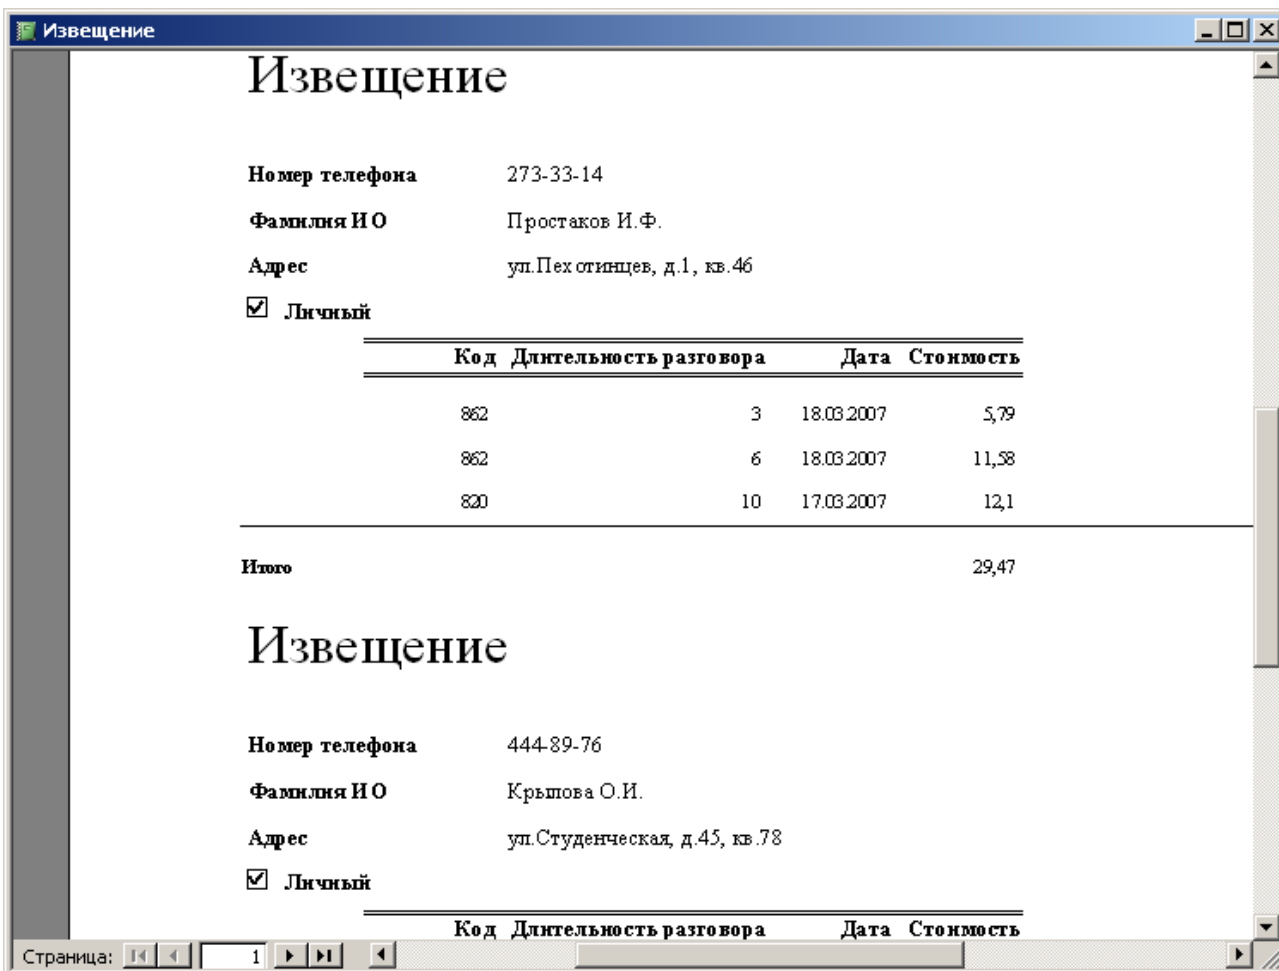 Извещение
Извещение
Номер телефона 273-33-14
Фамилия И О Простаков И.Ф.
Адрес ул.Пехотинцев, д.1, кв.46
Личный
Код Длительность разговора Дата Стоимость
862 3 18.03.2007 5,79
862 6 18.03.2007 11,58
820 10 17.03.2007 12,1
Итого 29,47
Извещение
Номер телефона 444-89-76
Фамилия И О Крылова О.И.
Адрес ул.Студенческая, д.45, кв.78
Личный
Код Длительность разговора Дата Стоимость
Страница: 1